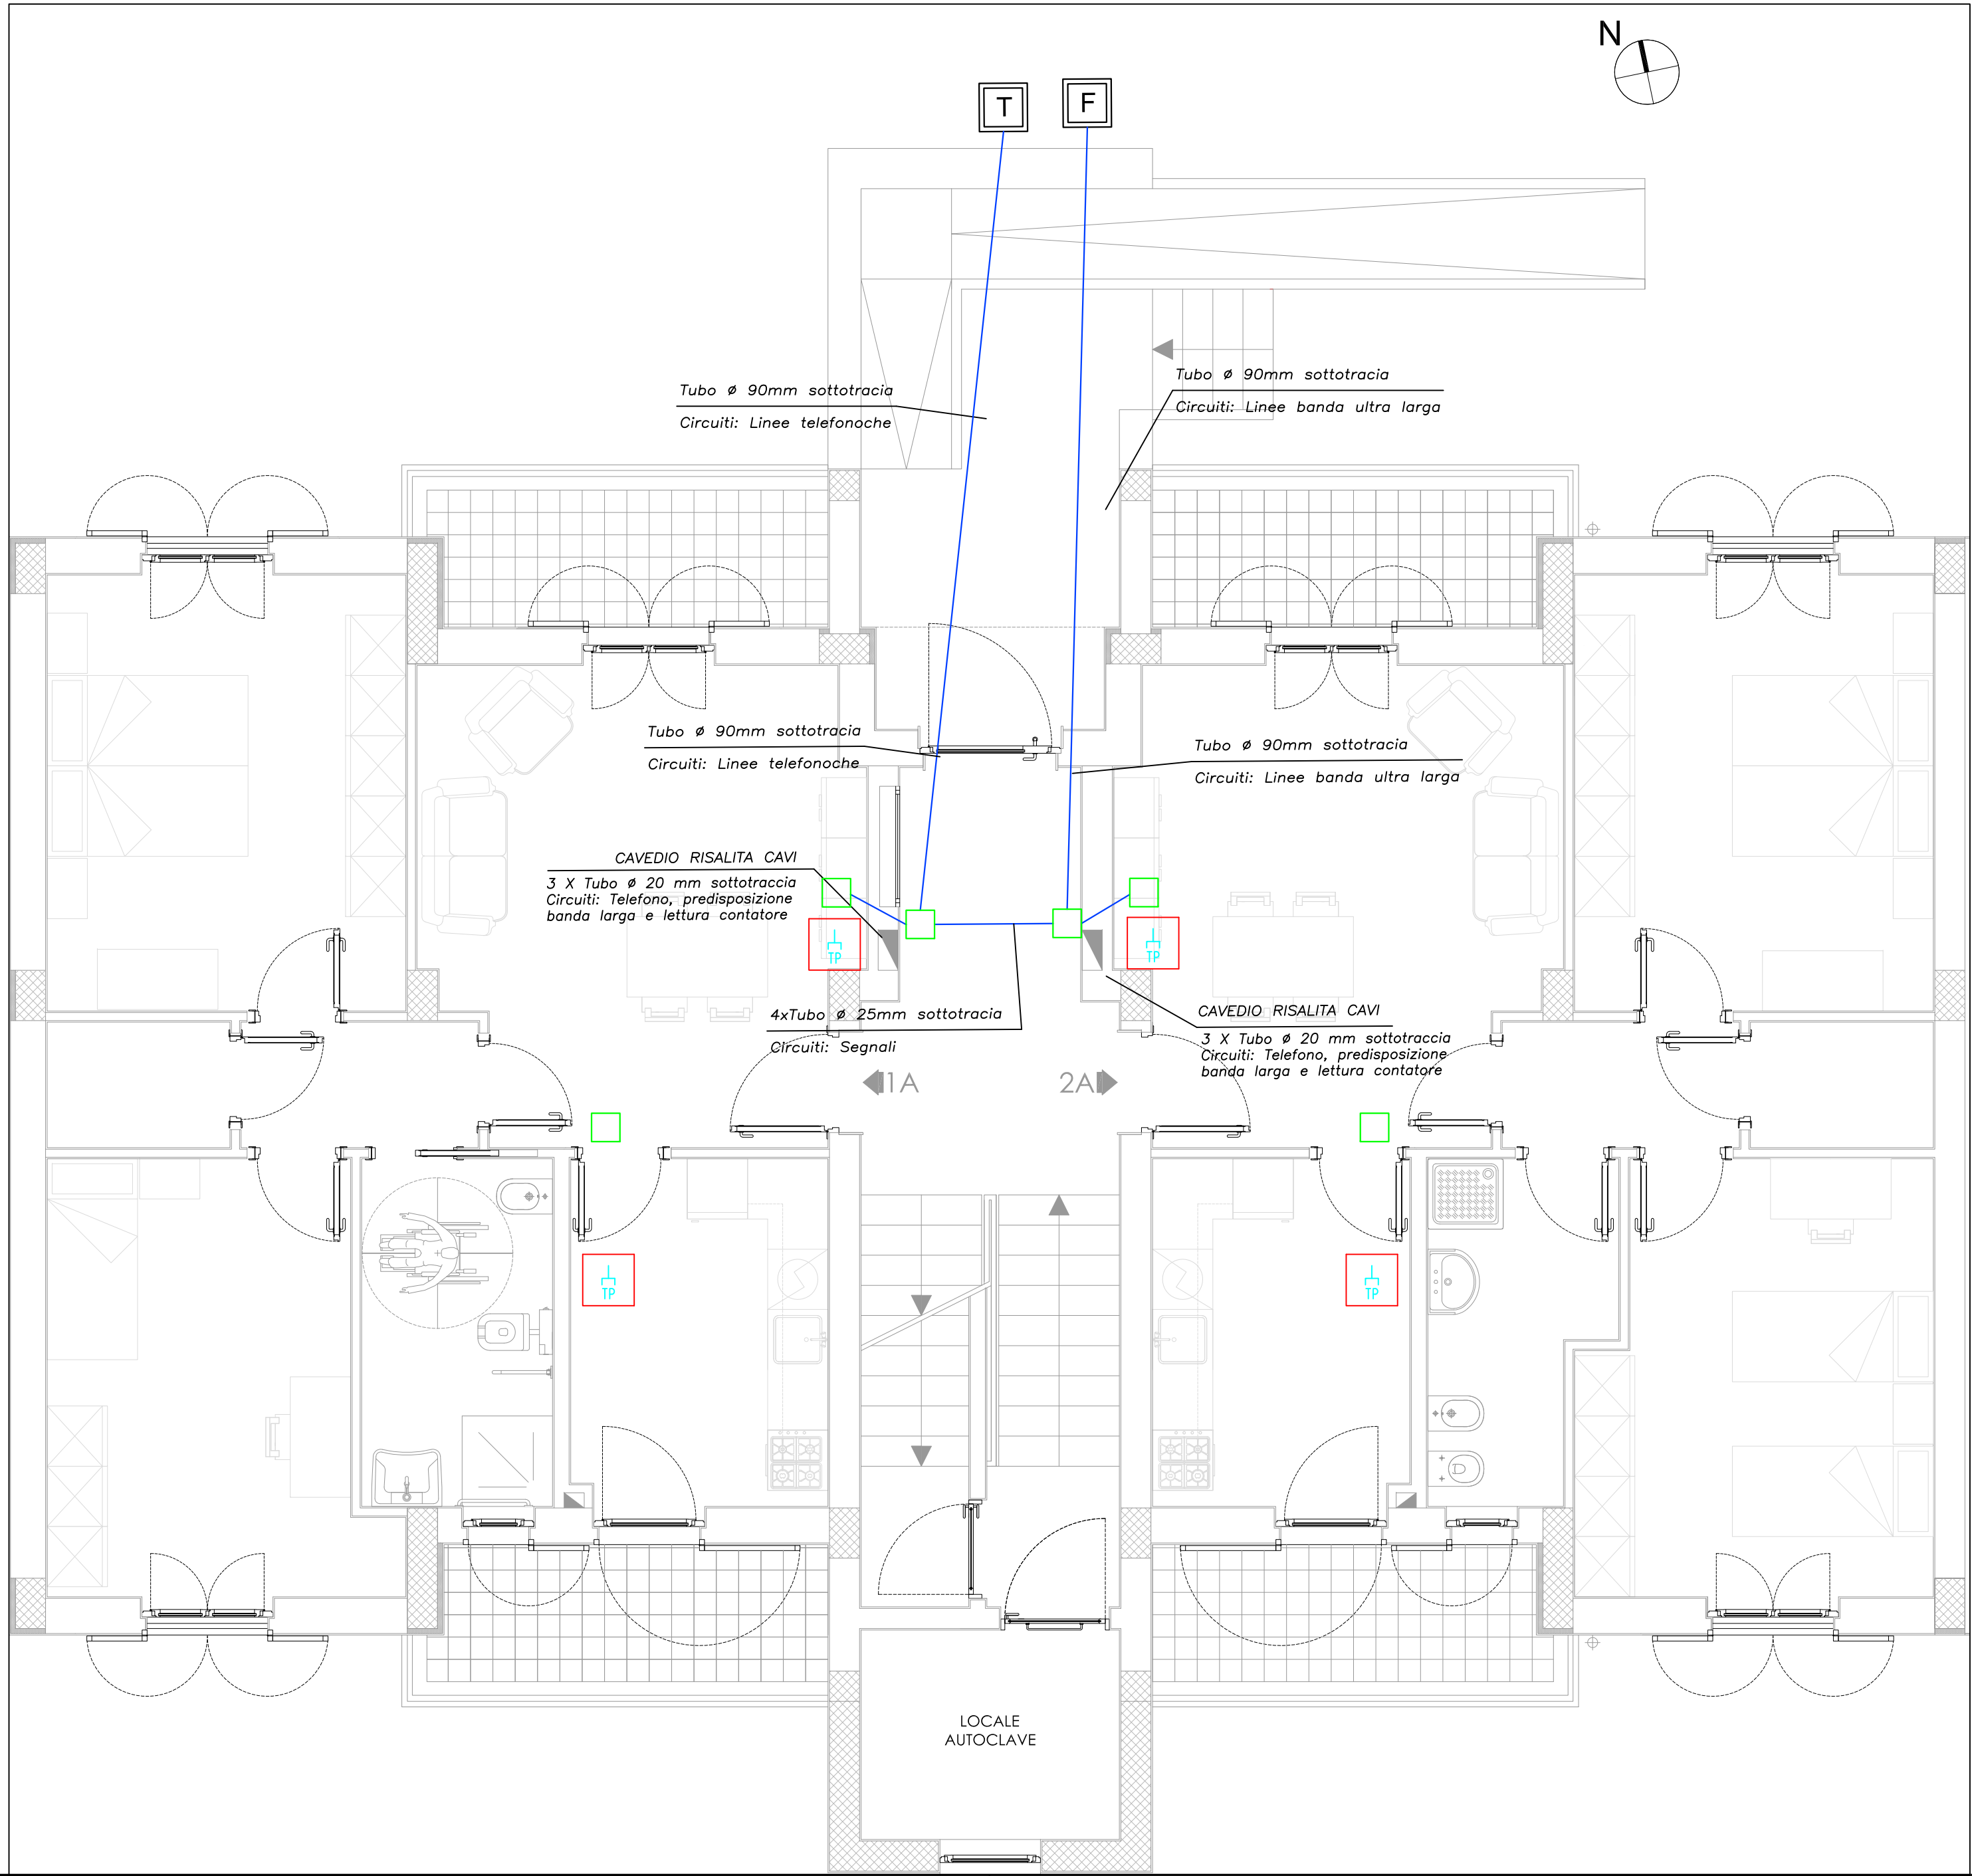 N
T
F
Tubo ø 90mm sottotracia
Circuiti: Linee telefonoche
Tubo ø 90mm sottotracia
Circuiti: Linee banda ultra larga
Tubo ø 90mm sottotracia
Circuiti: Linee telefonoche
Tubo ø 90mm sottotracia
Circuiti: Linee banda ultra larga
CAVEDIO RISALITA CAVI
3 X Tubo ø 20 mm sottotraccia
Circuiti: Telefono, predisposizione
banda larga e lettura contatore
TP
TP
4xTubo ø 25mm sottotracia
Circuiti: Segnali
CAVEDIO RISALITA CAVI
3 X Tubo ø 20 mm sottotraccia
Circuiti: Telefono, predisposizione
banda larga e lettura contatore
1A
2A
TP
TP
LOCALE
AUTOCLAVE